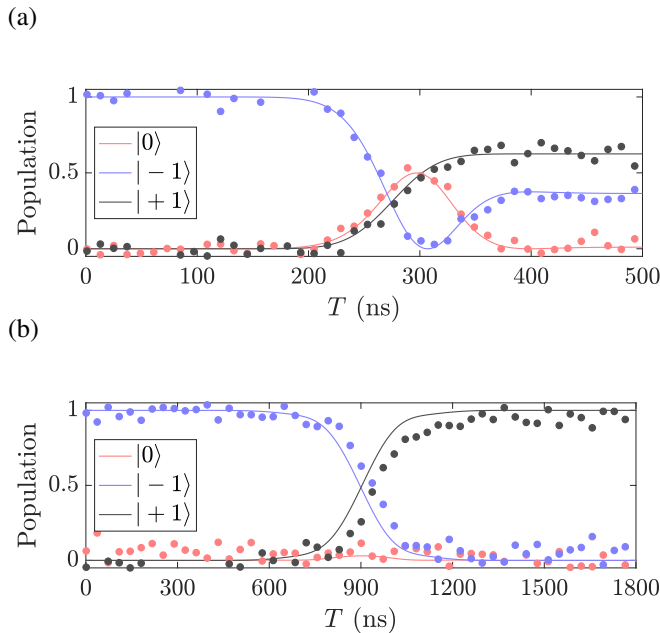 (a)
Population
1
0.5
0
|0⟩
| − 1⟩
| + 1⟩
0 100 200 300 400 500
T (ns)
(b)
Population
1
0.5
0
|0⟩
| − 1⟩
| + 1⟩
0 300 600 900 1200 1500 1800
T (ns)